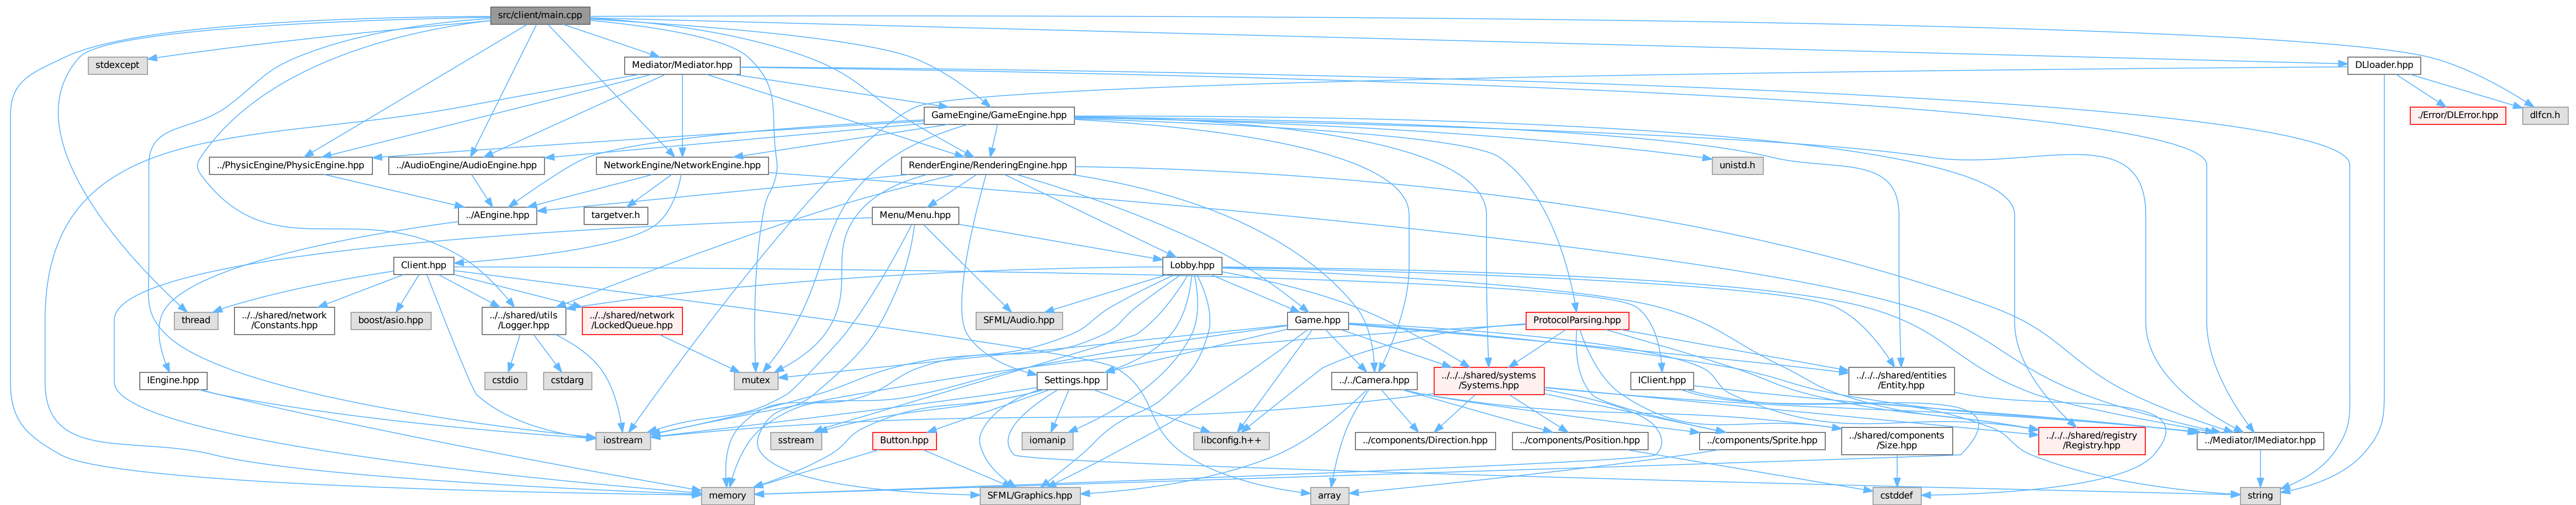 src/client/main.cpp
stdexcept
Mediator/Mediator.hpp
DLloader.hpp
GameEngine/GameEngine.hpp
./Error/DLError.hpp
dlfcn.h
../PhysicEngine/PhysicEngine.hpp
../AudioEngine/AudioEngine.hpp
NetworkEngine/NetworkEngine.hpp
RenderEngine/RenderingEngine.hpp
unistd.h
../AEngine.hpp
targetver.h
Menu/Menu.hpp
Client.hpp
Lobby.hpp
thread
../../shared/network
/Constants.hpp
boost/asio.hpp
../../shared/utils
/Logger.hpp
../../shared/network
/LockedQueue.hpp
SFML/Audio.hpp
Game.hpp
ProtocolParsing.hpp
IEngine.hpp
cstdio
cstdarg
mutex
Settings.hpp
../../Camera.hpp
../../../shared/systems
/Systems.hpp
IClient.hpp
../../../shared/entities
/Entity.hpp
iostream
sstream
Button.hpp
iomanip
libconfig.h++
../components/Direction.hpp
../components/Position.hpp
../components/Sprite.hpp
../shared/components
/Size.hpp
../../../shared/registry
/Registry.hpp
../Mediator/IMediator.hpp
memory
SFML/Graphics.hpp
array
cstddef
string